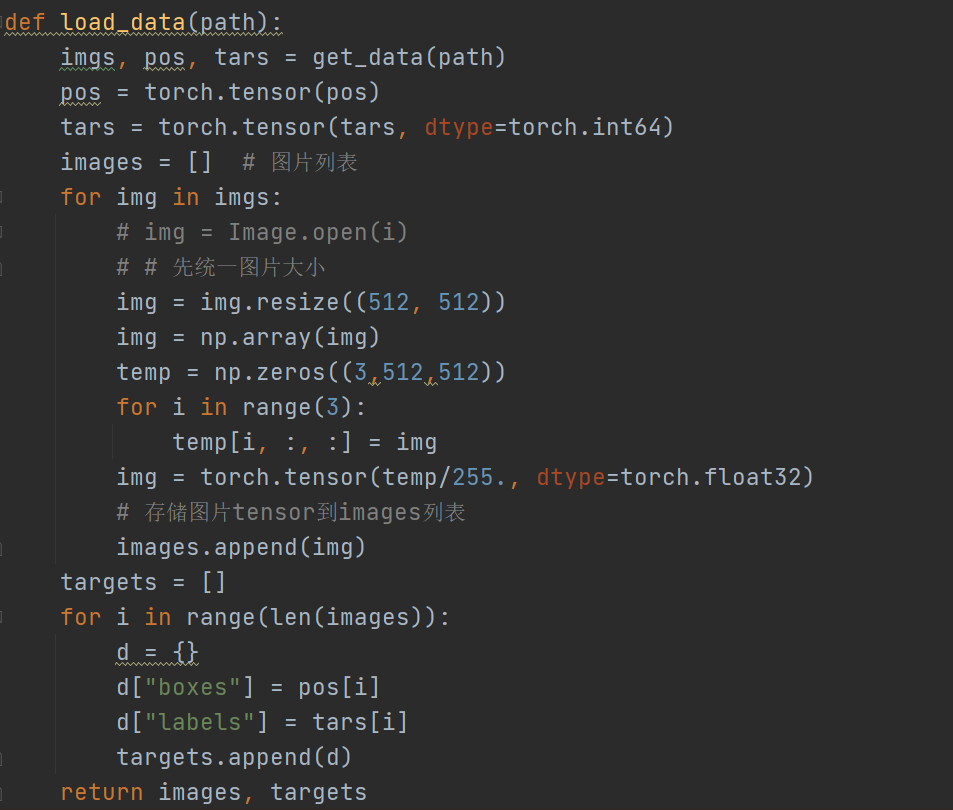 def load_data(path):
    imgs, pos, tars = get_data(path)
    pos = torch.tensor(pos)
    tars = torch.tensor(tars, dtype=torch.int64)
    images = []  # 图片列表
    for img in imgs:
        # img = Image.open(i)
        # # 先统一图片大小
        img = img.resize((512, 512))
        img = np.array(img)
        temp = np.zeros((3,512,512))
        for i in range(3):
            temp[i, :, :] = img
        img = torch.tensor(temp/255., dtype=torch.float32)
        # 存储图片tensor到images列表
        images.append(img)
    targets = []
    for i in range(len(images)):
        d = {}
        d["boxes"] = pos[i]
        d["labels"] = tars[i]
        targets.append(d)
    return images, targets